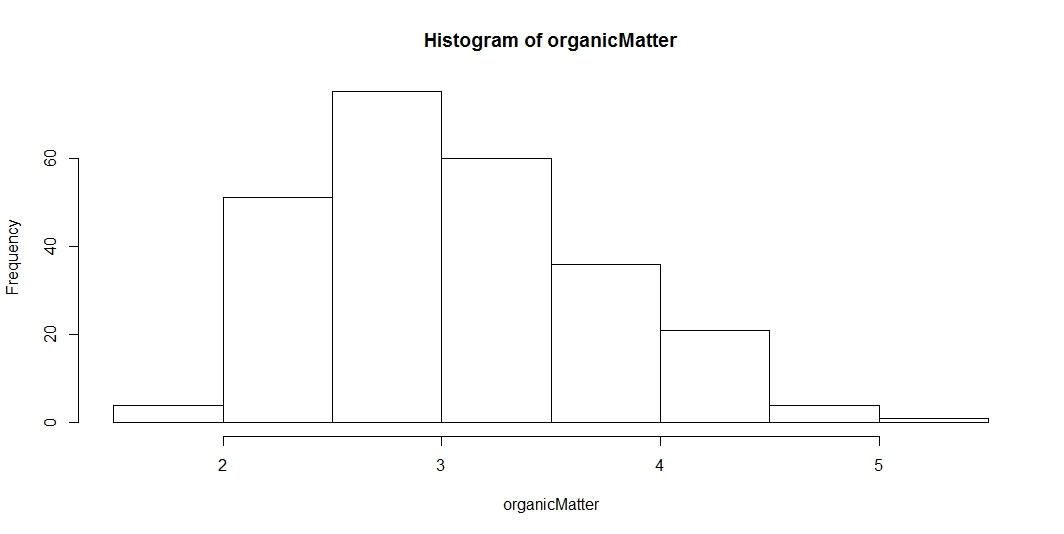 Histogram of organicMatter
Frequency
60
40
20
0
2 3 4 5
organicMatter